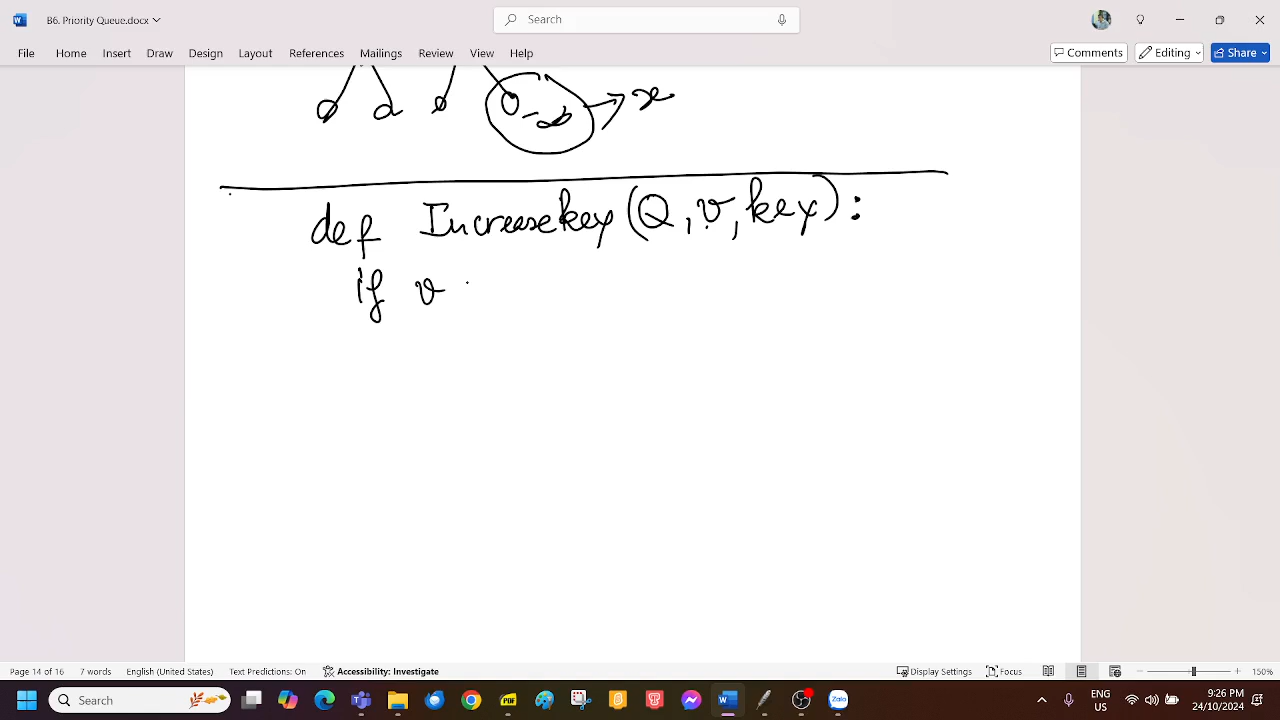 B6. Priority Queue.docx
Search
File Home Insert Draw Design Layout References Mailings Review View Help
Comments Editing Share
x
-∞
def Increasekey (Q, v, key):
if v
Page 14 of 16 7 words English (United States) Text Predictions: On Accessibility: Investigate Display Settings Focus 150%
Search PDF Zalo ENG US 9:26 PM 24/10/2024